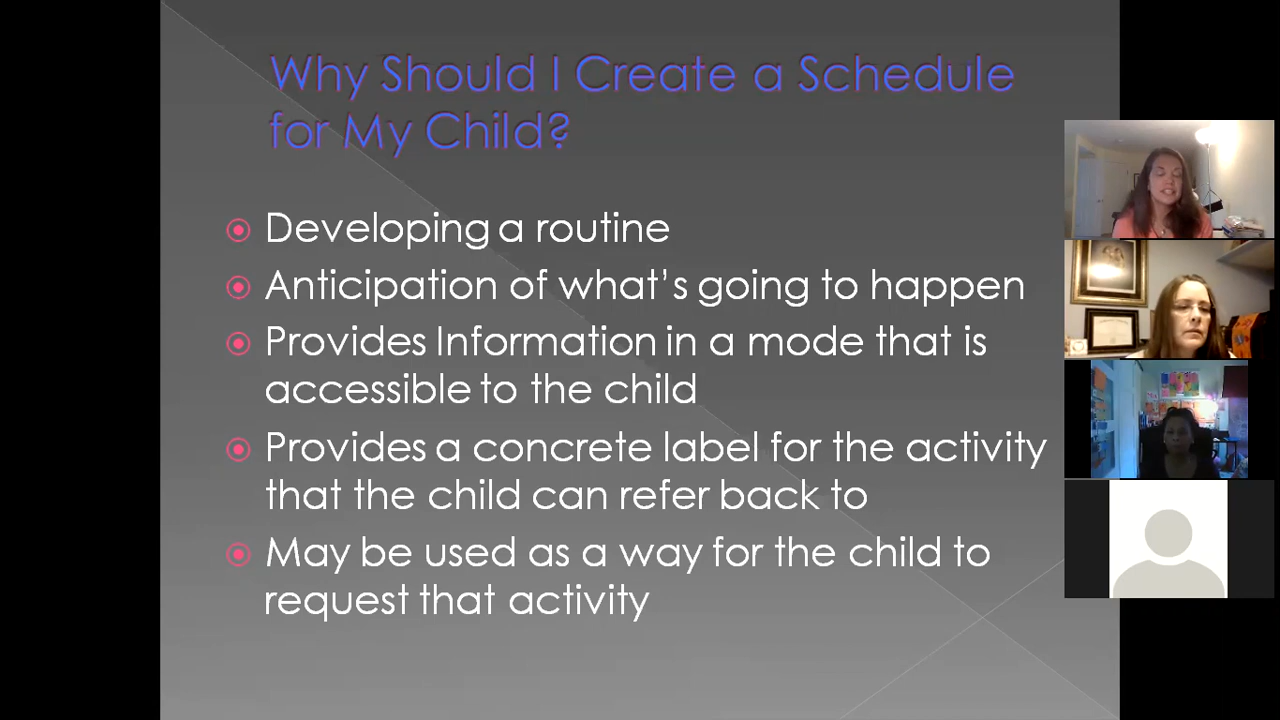 Why Should I Create a Schedule
for My Child?
Developing a routine
Anticipation of what's going to happen
Provides Information in a mode that is
accessible to the child
Provides a concrete label for the activity
that the child can refer back to
May be used as a way for the child to
request that activity